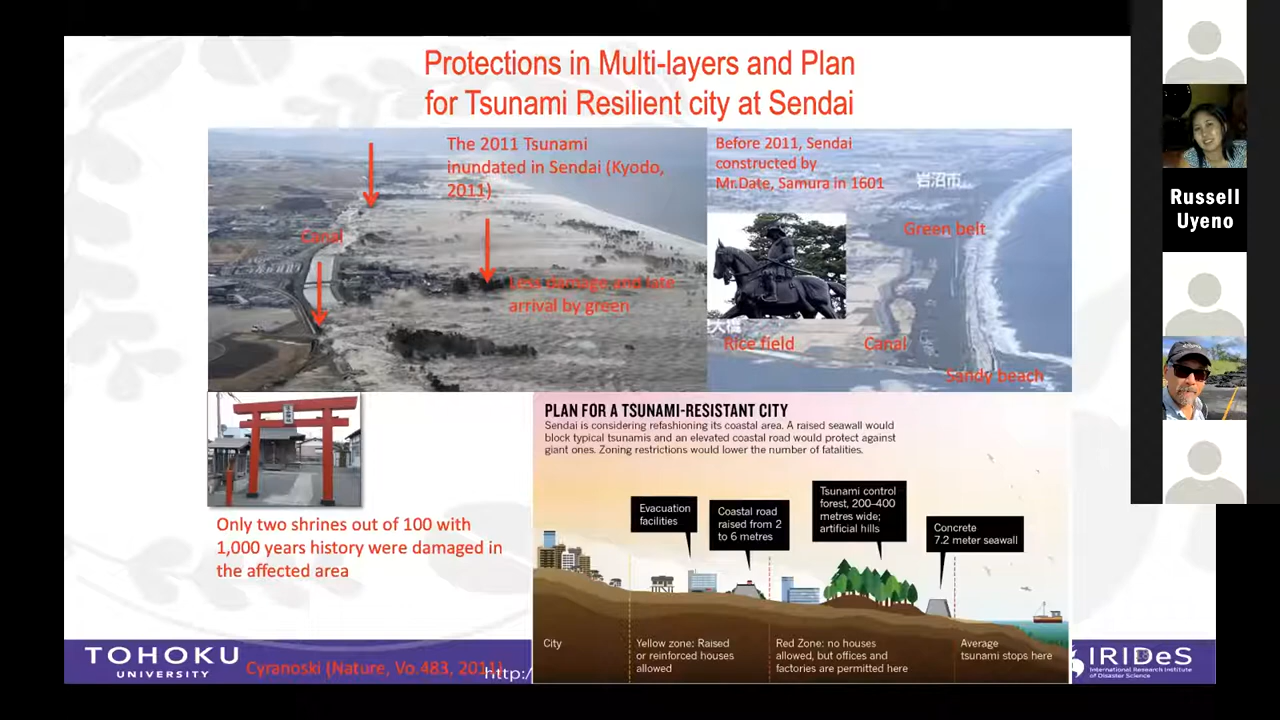 Protections in Multi-layers and Plan
for Tsunami Resilient city at Sendai
The 2011 Tsunami
inundated in Sendai (Kyodo,
2011)
Canal
Less damage and late
arrival by green
Before 2011, Sendai
constructed by
Mr.Date, Samura in 1601
岩沼市
Green belt
大橋
Rice field
Canal
Sandy beach
Only two shrines out of 100 with
1,000 years history were damaged in
the affected area
PLAN FOR A TSUNAMI-RESISTANT CITY
Sendai is considering refashioning its coastal area. A raised seawall would
block typical tsunamis and an elevated coastal road would protect against
giant ones. Zoning restrictions would lower the number of fatalities.
Evacuation
facilities
Coastal road
raised from 2
to 6 metres
Tsunami control
forest, 200–400
metres wide;
artificial hills
Concrete
7.2 meter seawall
City
Yellow zone: Raised
or reinforced houses
allowed
Red Zone: no houses
allowed, but offices and
factories are permitted here
Average
tsunami stops here
TOHOKU
UNIVERSITY
Cyranoski (Nature, Vo.483, 2011)
http:/
IRIDeS
International Research Institute
of Disaster Science
Russell
Uyeno